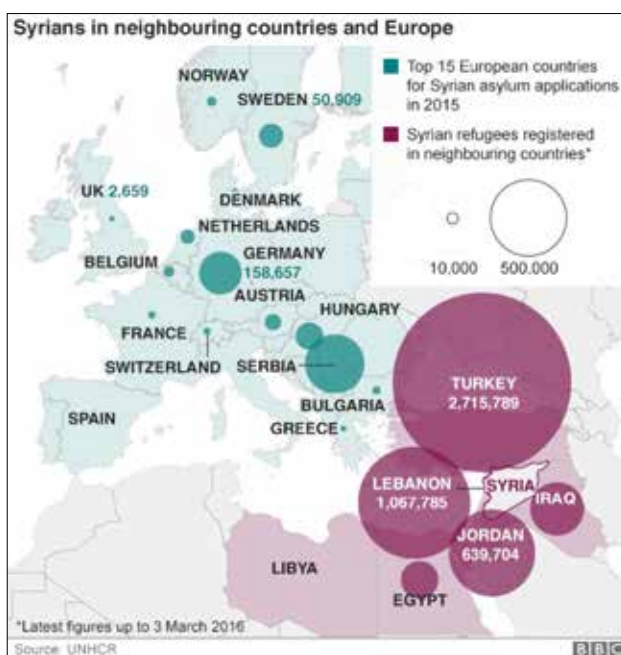 Syrians in neighbouring countries and Europe
Top 15 European countries
for Syrian asylum applications
in 2015
Syrian refugees registered
in neighbouring countries*
10.000
500.000
NORWAY
SWEDEN 50,909
UK 2.659
DENMARK
NETHERLANDS
BELGIUM
GERMANY
158,657
AUSTRIA
HUNGARY
FRANCE
SWITZERLAND
SERBIA
BULGARIA
SPAIN
GREECE
TURKEY
2,715,789
LEBANON
1,067,785
SYRIA
IRAQ
JORDAN
639,704
LIBYA
EGYPT
*Latest figures up to 3 March 2016
Source: UNHCR
BBC